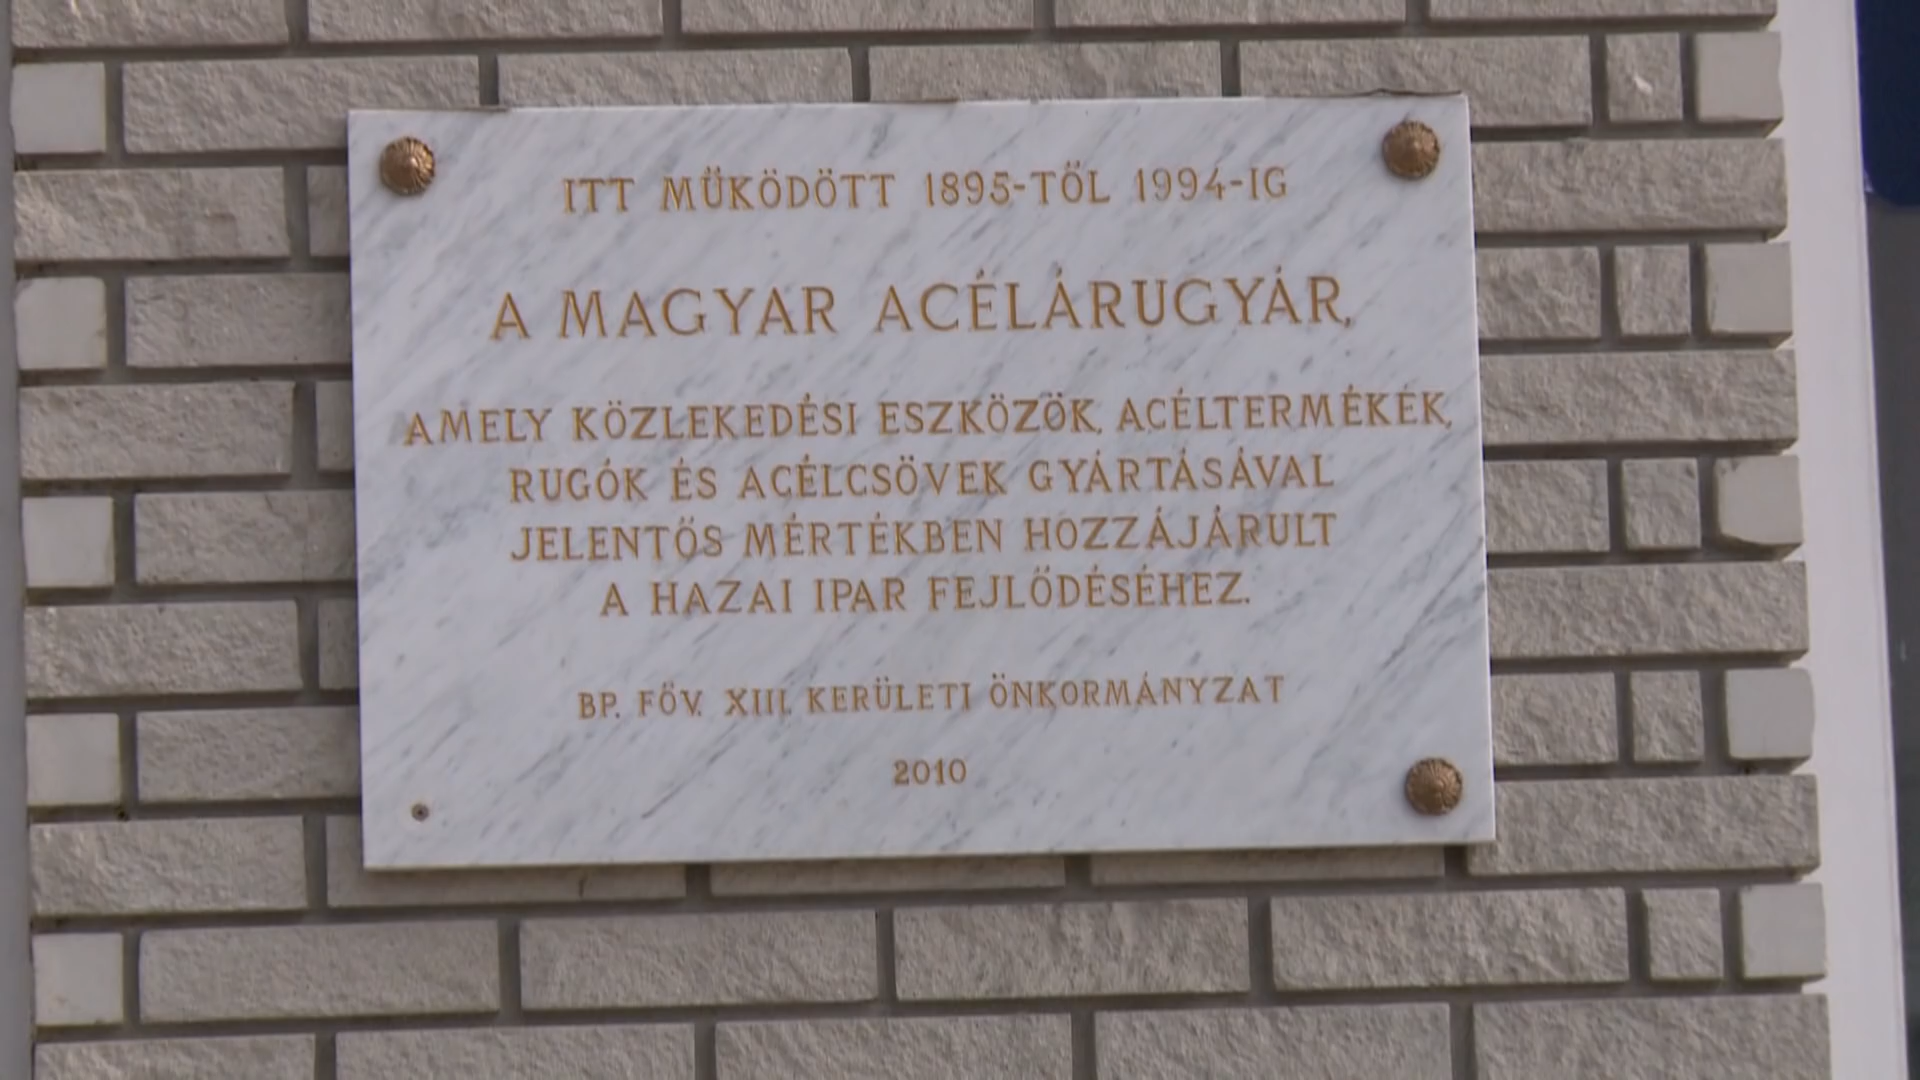 ITT MŰKÖDÖTT 1895-TŐL 1994-IG
A MAGYAR ACÉLÁRUGYÁR,
AMELY KÖZLEKEDÉSI ESZKÖZÖK, ACÉLTERMÉKÉK,
RUGÓK ÉS ACÉLCSÖVEK GYÁRTÁSÁVAL
JELENTŐS MÉRTÉKBEN HOZZÁJÁRULT
A HAZAI IPAR FEJLŐDÉSÉHEZ.
BP. FŐV. XIII. KERÜLETI ÖNKORMÁNYZAT
2010